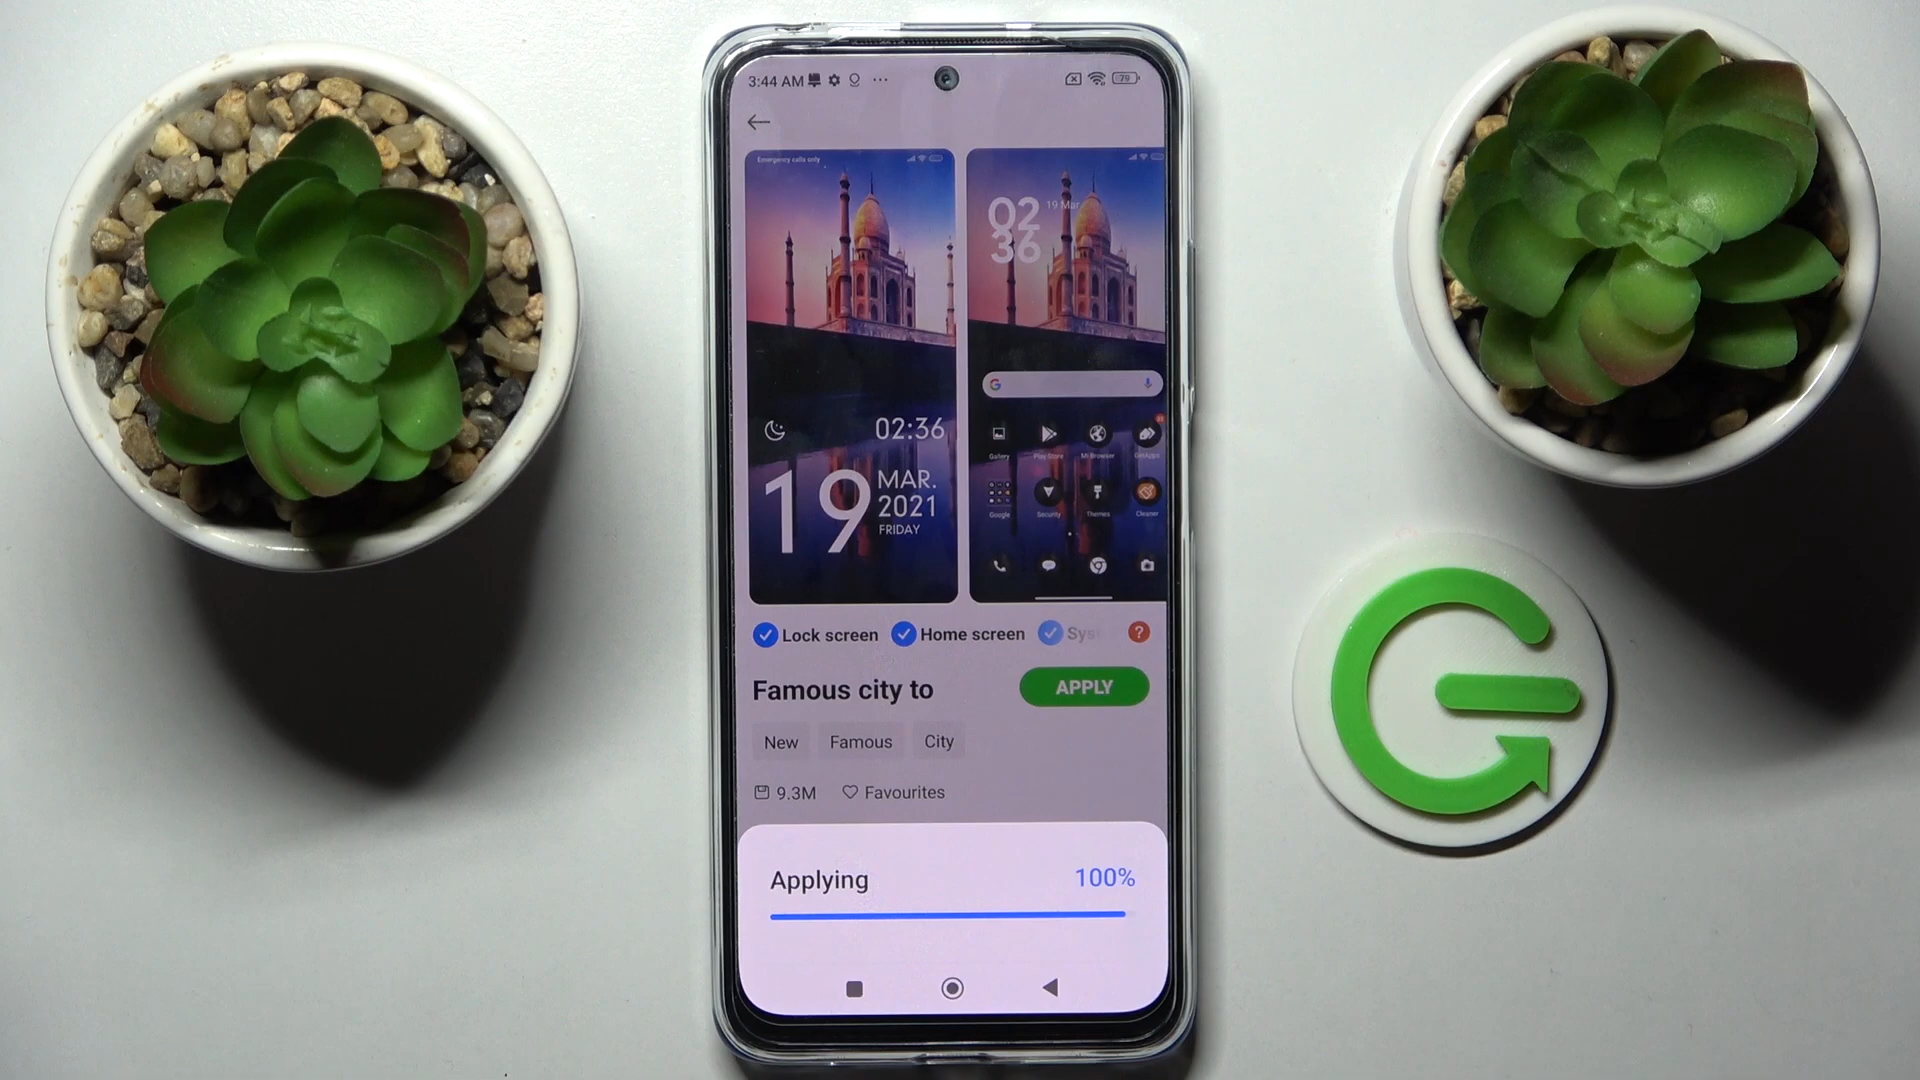 3:44 AM ...
79
Emergency calls only
02:36
19
MAR.
2021
FRIDAY
02
36
19 Mar
G
Gallery
Play Store
Mi Browser
GetApps
Google
Security
Themes
Cleaner
Lock screen
Home screen
Sys
?
Famous city to
APPLY
New
Famous
City
9.3M
Favourites
Applying
100%